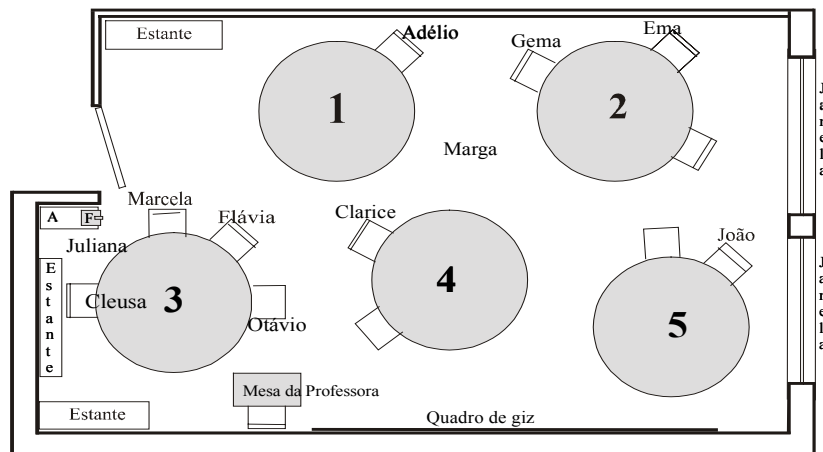 Estante
Adélio
Gema
Ema
1
2
Marga
J
a
n
e
l
a
A
F
Marcela
Flávia
Juliana
Clarice
João
E
s
t
a
n
t
e
Cleusa
3
Otávio
4
5
J
a
n
e
l
a
Mesa da Professora
Estante
Quadro de giz